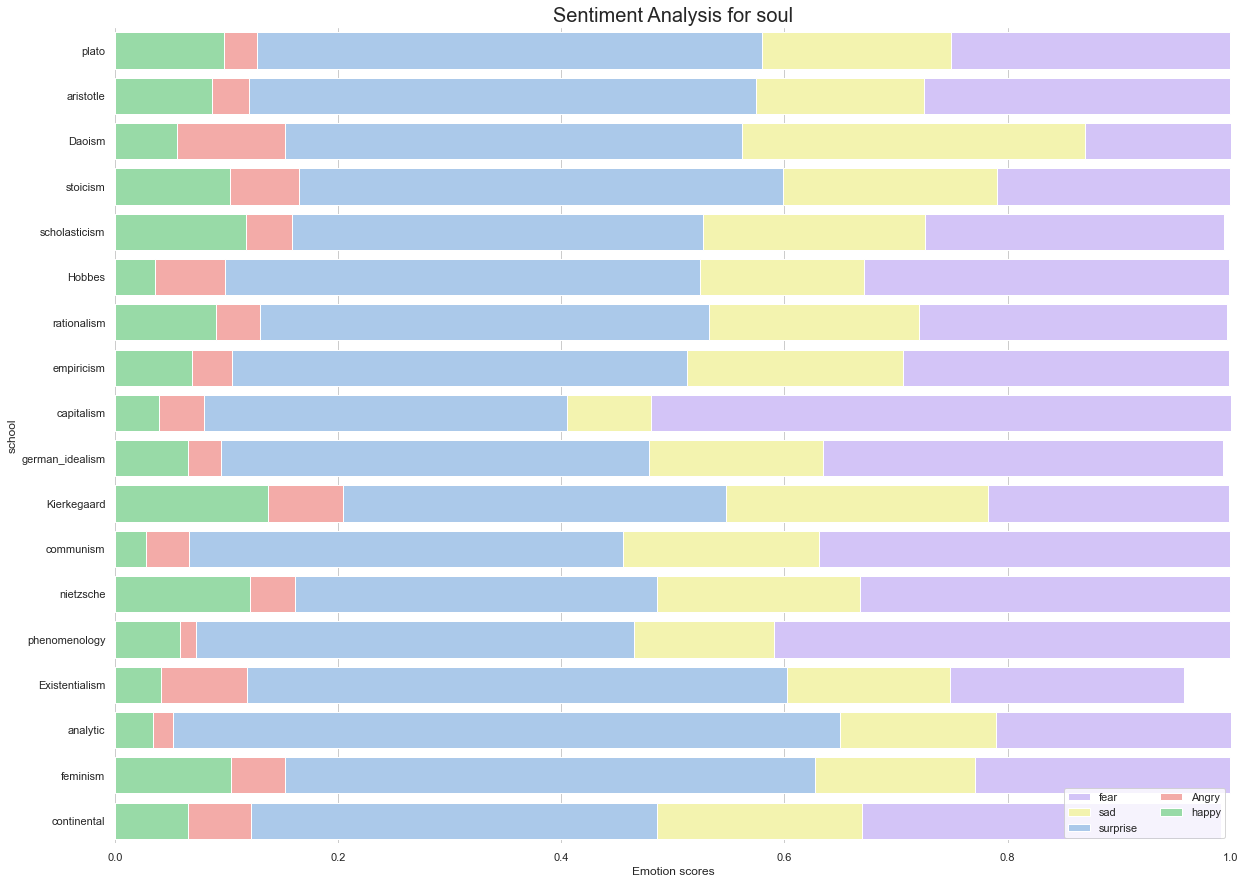 Sentiment Analysis for soul
plato
aristotle
Daoism
stoicism
scholasticism
Hobbes
rationalism
empiricism
capitalism
german_idealism
Kierkegaard
communism
nietzsche
phenomenology
Existentialism
analytic
feminism
continental
school
fear
sad
surprise
Angry
happy
0.0 0.2 0.4 0.6 0.8 1.0
Emotion scores